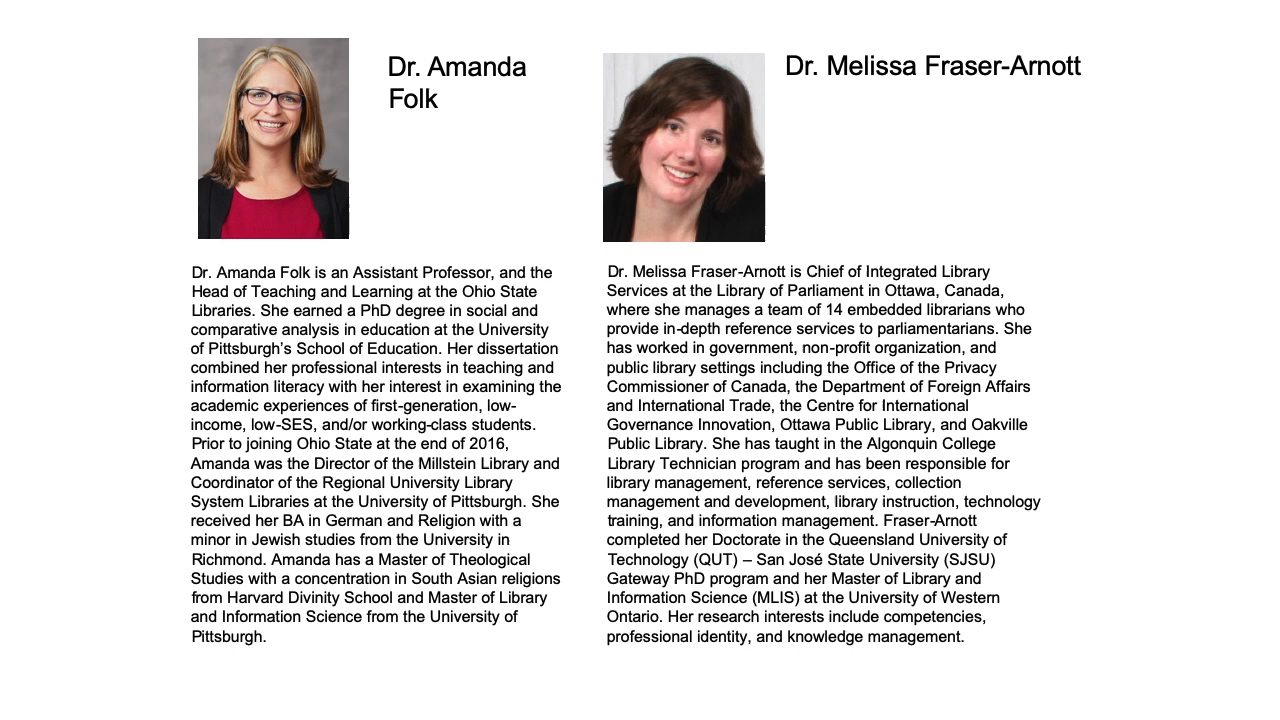 Dr. Amanda
Folk
Dr. Melissa Fraser-Arnott
Dr. Amanda Folk is an Assistant Professor, and the
Head of Teaching and Learning at the Ohio State
Libraries. She earned a PhD degree in social and
comparative analysis in education at the University
of Pittsburgh’s School of Education. Her dissertation
combined her professional interests in teaching and
information literacy with her interest in examining the
academic experiences of first-generation, low-
income, low-SES, and/or working-class students.
Prior to joining Ohio State at the end of 2016,
Amanda was the Director of the Millstein Library and
Coordinator of the Regional University Library
System Libraries at the University of Pittsburgh. She
received her BA in German and Religion with a
minor in Jewish studies from the University in
Richmond. Amanda has a Master of Theological
Studies with a concentration in South Asian religions
from Harvard Divinity School and Master of Library
and Information Science from the University of
Pittsburgh.
Dr. Melissa Fraser-Arnott is Chief of Integrated Library
Services at the Library of Parliament in Ottawa, Canada,
where she manages a team of 14 embedded librarians who
provide in-depth reference services to parliamentarians. She
has worked in government, non-profit organization, and
public library settings including the Office of the Privacy
Commissioner of Canada, the Department of Foreign Affairs
and International Trade, the Centre for International
Governance Innovation, Ottawa Public Library, and Oakville
Public Library. She has taught in the Algonquin College
Library Technician program and has been responsible for
library management, reference services, collection
management and development, library instruction, technology
training, and information management. Fraser-Arnott
completed her Doctorate in the Queensland University of
Technology (QUT) – San José State University (SJSU)
Gateway PhD program and her Master of Library and
Information Science (MLIS) at the University of Western
Ontario. Her research interests include competencies,
professional identity, and knowledge management.